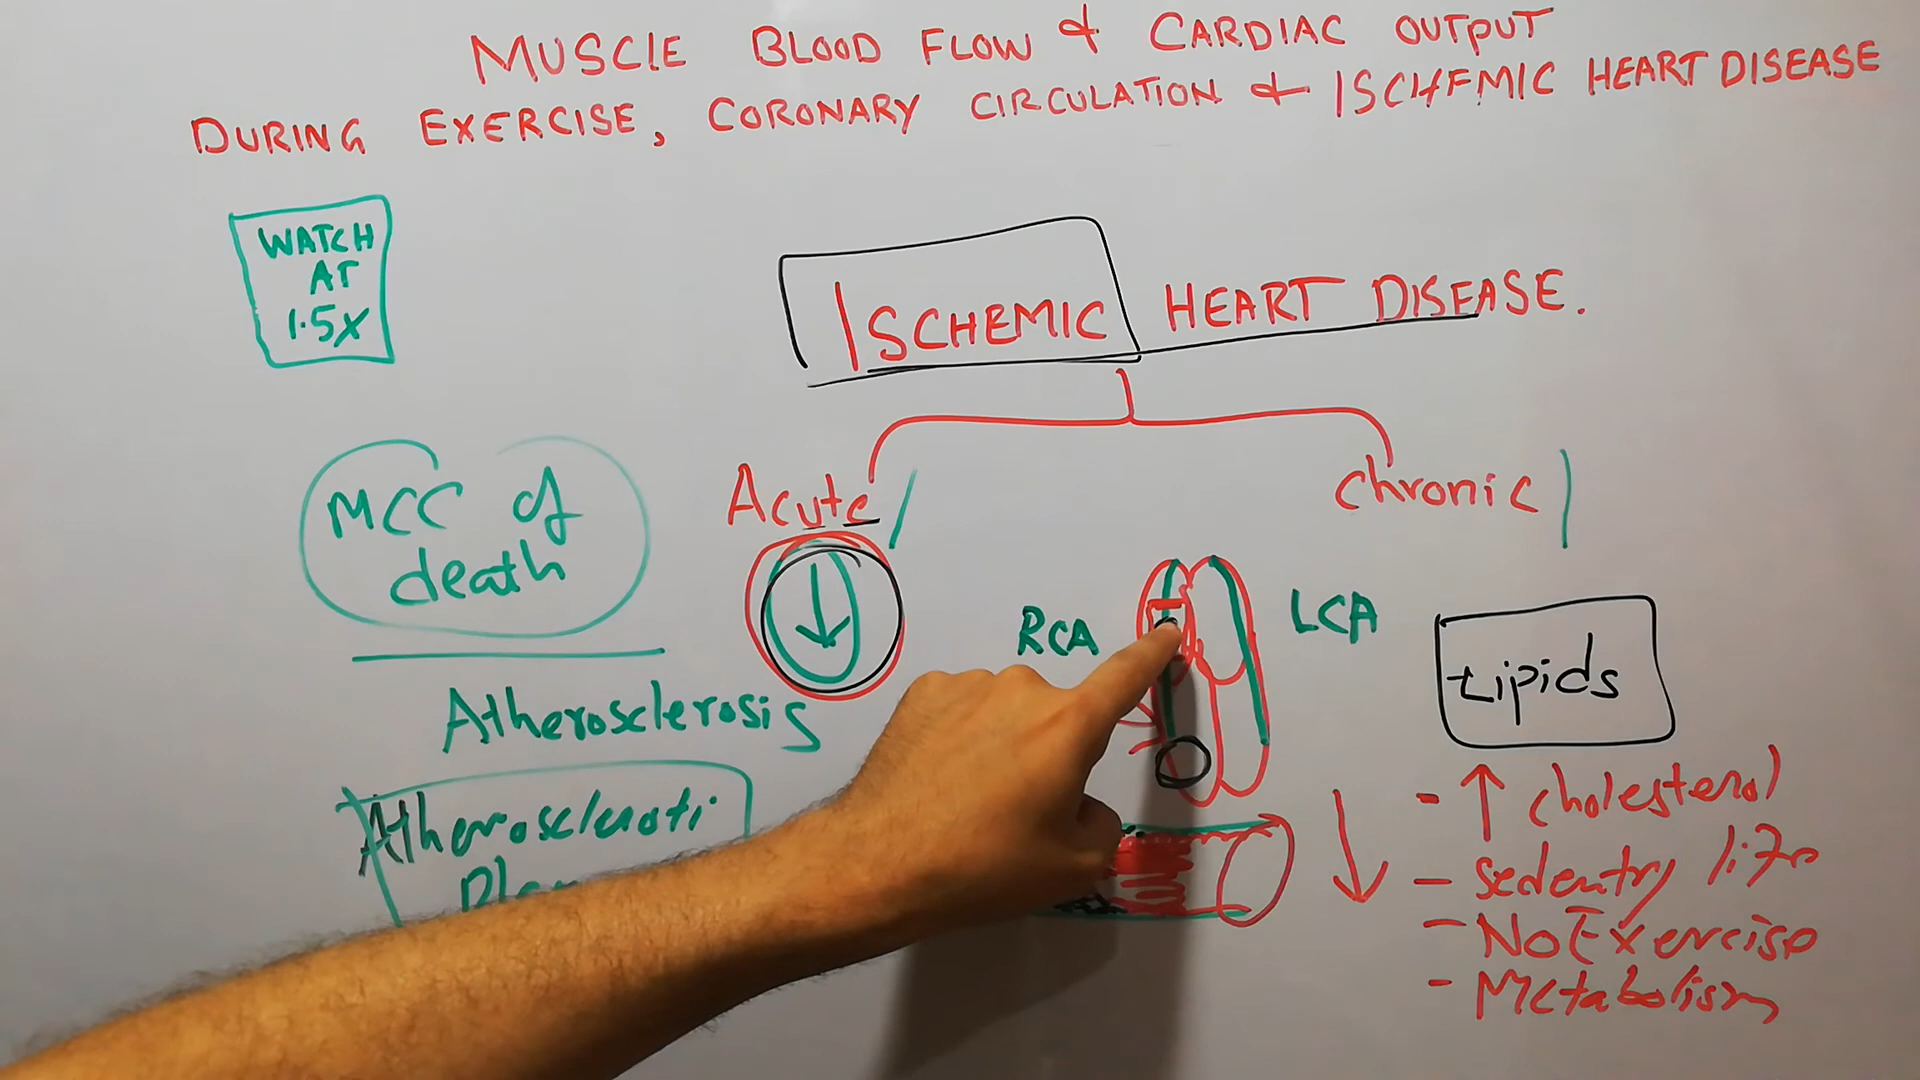 MUSCLE BLOOD FLOW & CARDIAC OUTPUT
DURING EXERCISE, CORONARY CIRCULATION & ISCHEMIC HEART DISEASE
WATCH
AT
1.5X
ISCHEMIC HEART DISEASE.
Acute
Chronic
MCC of
death
RCA
LCA
Lipids
Atherosclerosis
Atheroscleroti
- ↑ cholesterol
- Sedentry life
- No Exercise
- Metabolism